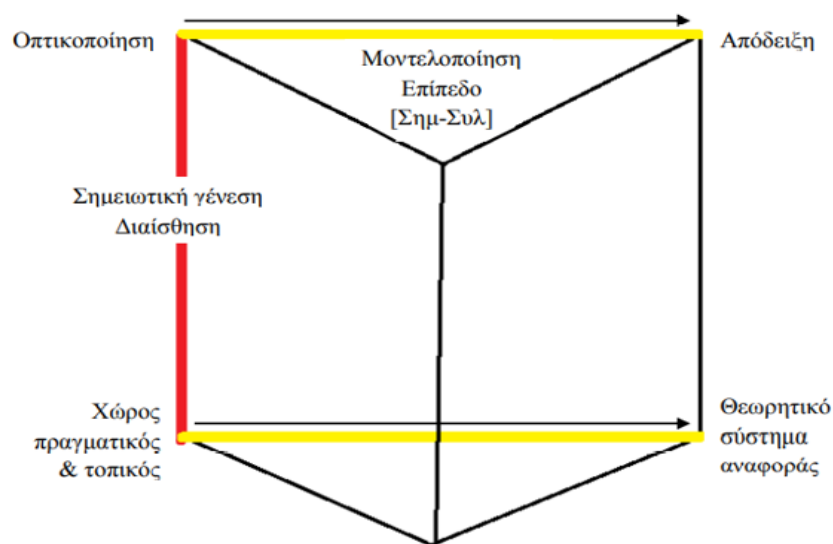 Οπτικοποίηση
Απόδειξη
Μοντελοποίηση
Επίπεδο
[Σημ-Συλ]
Σημειωτική γένεση
Διαίσθηση
Χώρος
πραγματικός
& τοπικός
Θεωρητικό
σύστημα
αναφοράς